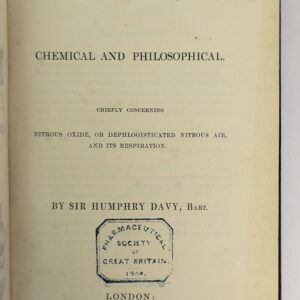 CHEMICAL AND PHILOSOPHICAL,
CHIEFLY CONCERNING
NITROUS OXIDE, OR DEPHLOGISTICATED NITROUS AIR,
AND ITS RESPIRATION.
BY SIR HUMPHRY DAVY, BART.
PHARMACEUTICAL
SOCIETY
OF
GREAT BRITAIN.
LONDON: